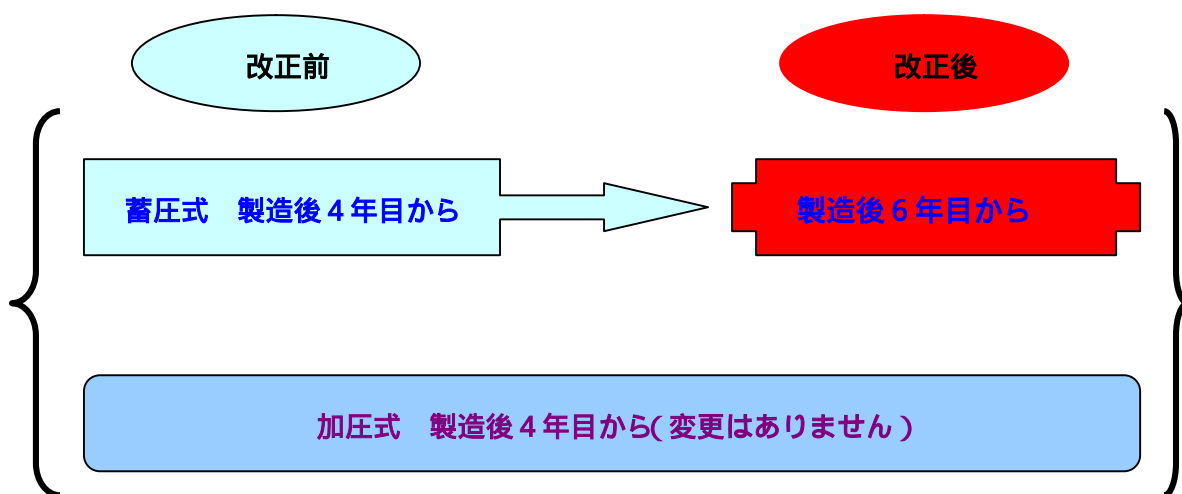 改正前
改正後
蓄圧式　製造後４年目から
製造後６年目から
加圧式　製造後４年目から（変更はありません）